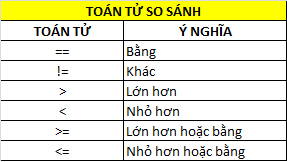 TOÁN TỬ SO SÁNH
TOÁN TỬ Ý NGHĨA
== Bằng
!= Khác
> Lớn hơn
< Nhỏ hơn
>= Lớn hơn hoặc bằng
<= Nhỏ hơn hoặc bằng